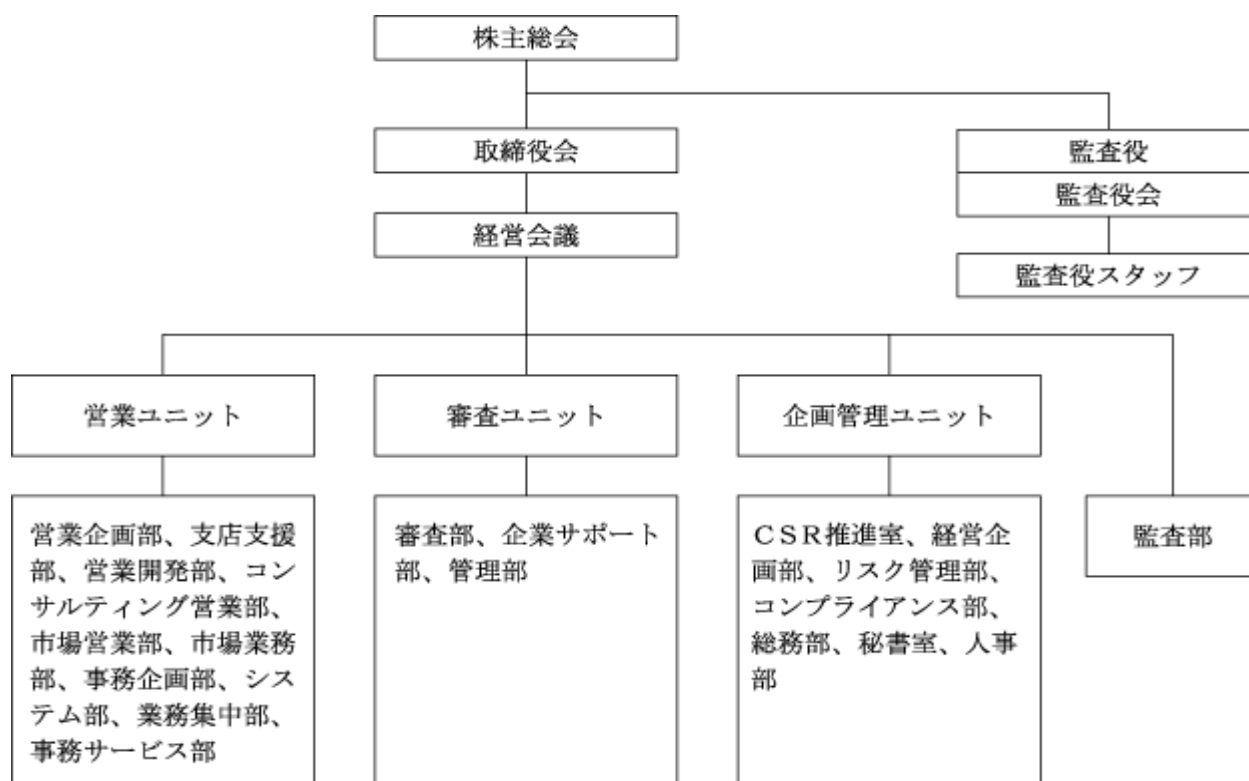 株主総会
取締役会
監査役
監査役会
経営会議
監査役スタッフ
営業ユニット
審査ユニット
企画管理ユニット
営業企画部、支店支援
部、営業開発部、コン
サルティング営業部、
市場営業部、市場業務
部、事務企画部、シス
テム部、業務集中部、
事務サービス部
審査部、企業サポート
部、管理部
ＣＳＲ推進室、経営企
画部、リスク管理部、
コンプライアンス部、
総務部、秘書室、人事
部
監査部